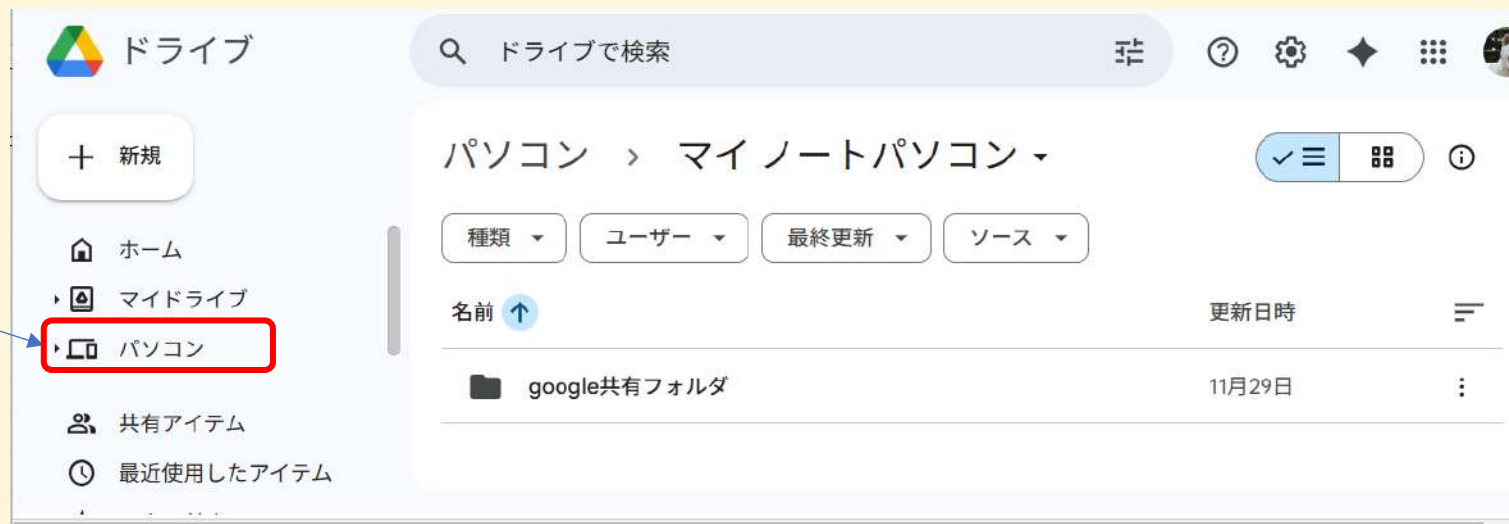 ドライブ
ドライブで検索
新規
パソコン › マイ ノートパソコン
種類 ユーザー 最終更新 ソース
ホーム
マイドライブ
名前 更新日時
パソコン
google共有フォルダ 11月29日
共有アイテム
最近使用したアイテム